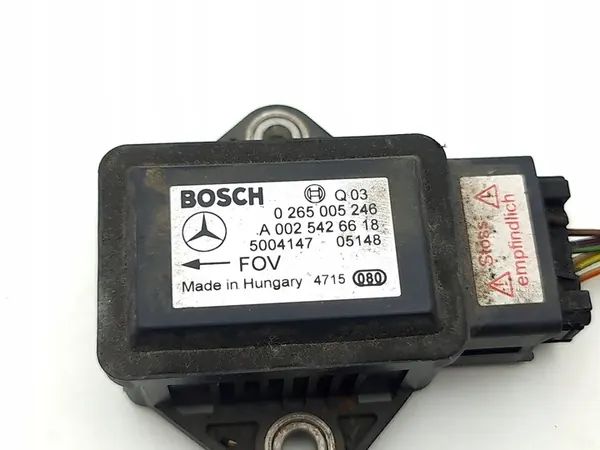 BOSCH Q 03
0 265 005 246
A 002 542 66 18
5004147 05148
FOV
Made in Hungary 4715 080
Stoss
empfindlich